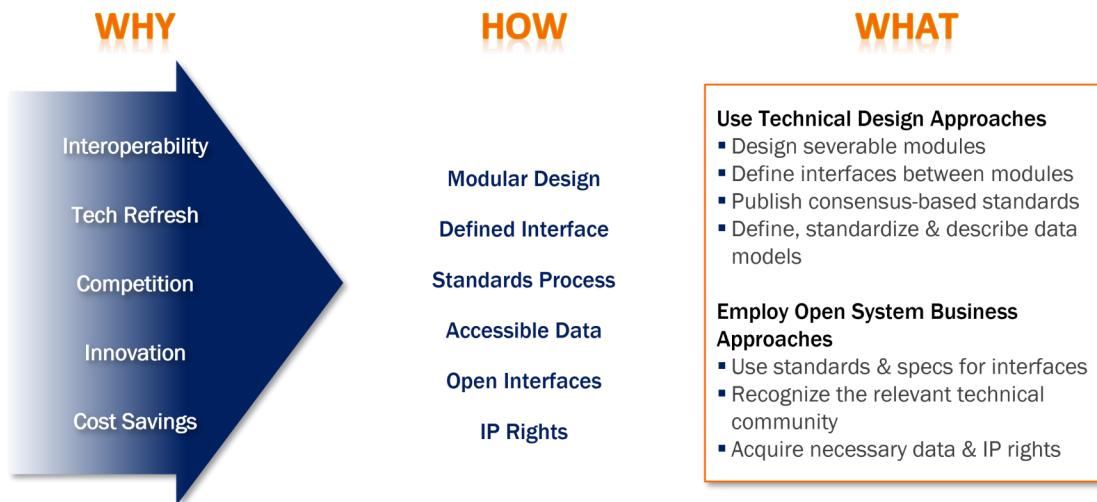 WHY
Interoperability
Tech Refresh
Competition
Innovation
Cost Savings
HOW
Modular Design
Defined Interface
Standards Process
Accessible Data
Open Interfaces
IP Rights
WHAT
Use Technical Design Approaches
▪ Design severable modules
▪ Define interfaces between modules
▪ Publish consensus-based standards
▪ Define, standardize & describe data
models
Employ Open System Business
Approaches
▪ Use standards & specs for interfaces
▪ Recognize the relevant technical
community
▪ Acquire necessary data & IP rights